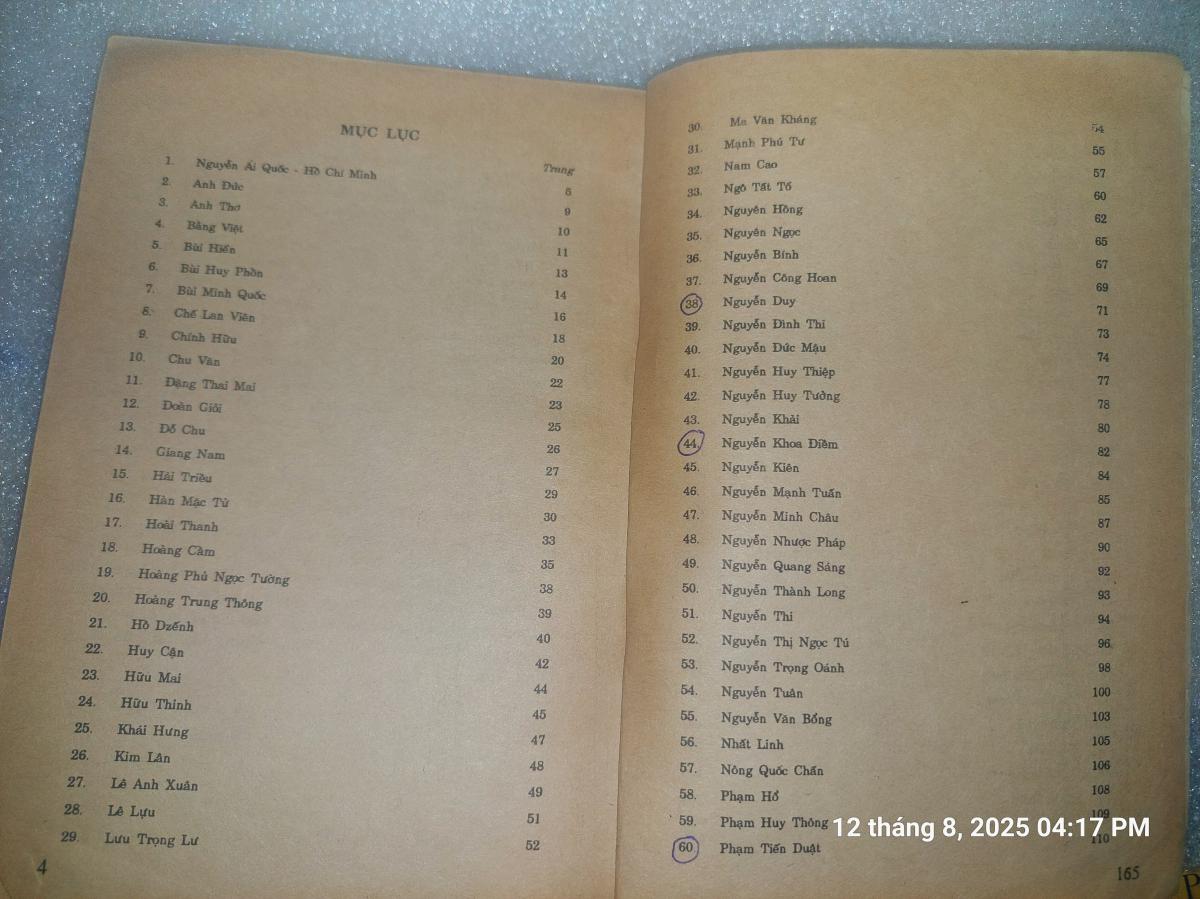 MỤC LỤC
Trang
1. Nguyễn Ái Quốc - Hồ Chí Minh 5
2. Anh Đức 9
3. Anh Thơ 10
4. Bằng Việt 11
5. Bùi Hiển 13
6. Bùi Huy Phồn 14
7. Bùi Minh Quốc 16
8. Chế Lan Viên 18
9. Chính Hữu 20
10. Chu Văn 22
11. Đặng Thai Mai 23
12. Đoàn Giỏi 25
13. Đỗ Chu 26
14. Giang Nam 27
15. Hải Triều 29
16. Hàn Mặc Tử 30
17. Hoài Thanh 33
18. Hoàng Cầm 35
19. Hoàng Phủ Ngọc Tường 38
20. Hoàng Trung Thông 39
21. Hồ Dzếnh 40
22. Huy Cận 42
23. Hữu Mai 44
24. Hữu Thỉnh 45
25. Khái Hưng 47
26. Kim Lân 48
27. Lê Anh Xuân 49
28. Lê Lựu 51
29. Lưu Trọng Lư 52
4
30. Ma Văn Kháng 54
31. Mạnh Phú Tư 55
32. Nam Cao 57
33. Ngô Tất Tố 60
34. Nguyên Hồng 62
35. Nguyên Ngọc 65
36. Nguyễn Bính 67
37. Nguyễn Công Hoan 69
38 Nguyễn Duy 71
39. Nguyễn Đình Thi 73
40. Nguyễn Đức Mậu 74
41. Nguyễn Huy Thiệp 77
42. Nguyễn Huy Tưởng 78
43. Nguyễn Khải 80
44. Nguyễn Khoa Điềm 82
45. Nguyễn Kiên 84
46. Nguyễn Mạnh Tuấn 85
47. Nguyễn Minh Châu 87
48. Nguyễn Nhược Pháp 90
49. Nguyễn Quang Sáng 92
50. Nguyễn Thành Long 93
51. Nguyễn Thi 94
52. Nguyễn Thị Ngọc Tú 96
53. Nguyễn Trọng Oánh 98
54. Nguyễn Tuân 100
55. Nguyễn Văn Bổng 103
56. Nhất Linh 105
57. Nông Quốc Chấn 106
58. Phạm Hổ 108
59. Phạm Huy Thông 109
60. Phạm Tiến Duật 110
165
12 tháng 8, 2025 04:17 PM